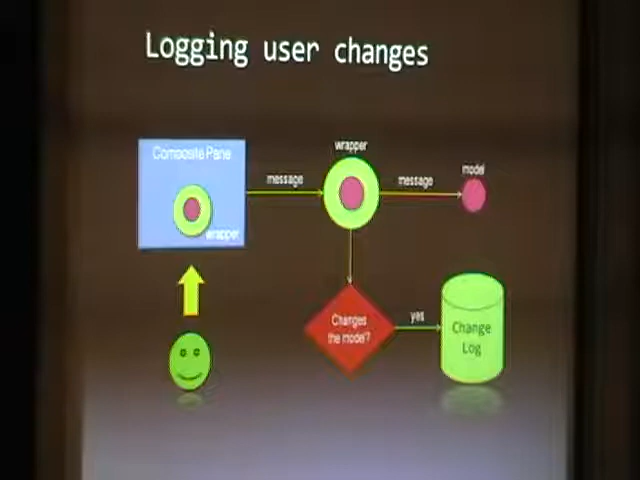 Logging user changes
wrapper
Composite Pane
message
message
model
wrapper
Changes
the model?
yes
Change
Log